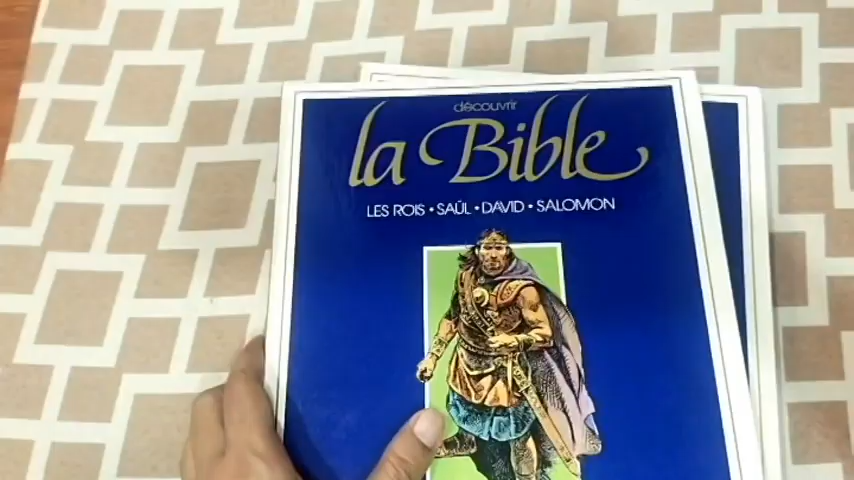 découvrir
la Bible
LES ROIS • SAÜL • DAVID • SALOMON